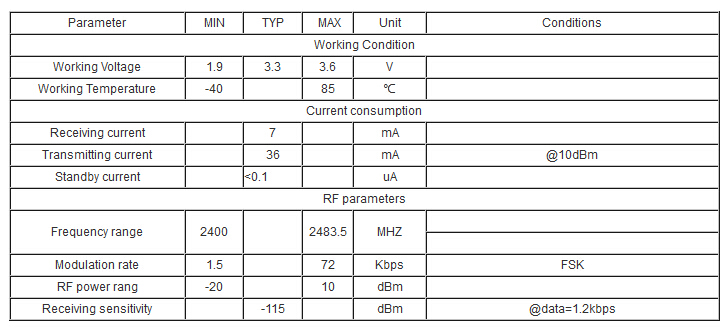 Parameter MIN TYP MAX Unit Conditions
Working Condition
Working Voltage 1.9 3.3 3.6 V
Working Temperature -40 85 ℃
Current consumption
Receiving current 7 mA
Transmitting current 36 mA @10dBm
Standby current <0.1 uA
RF parameters
Frequency range 2400 2483.5 MHZ
Modulation rate 1.5 72 Kbps FSK
RF power rang -20 10 dBm
Receiving sensitivity -115 dBm @data=1.2kbps